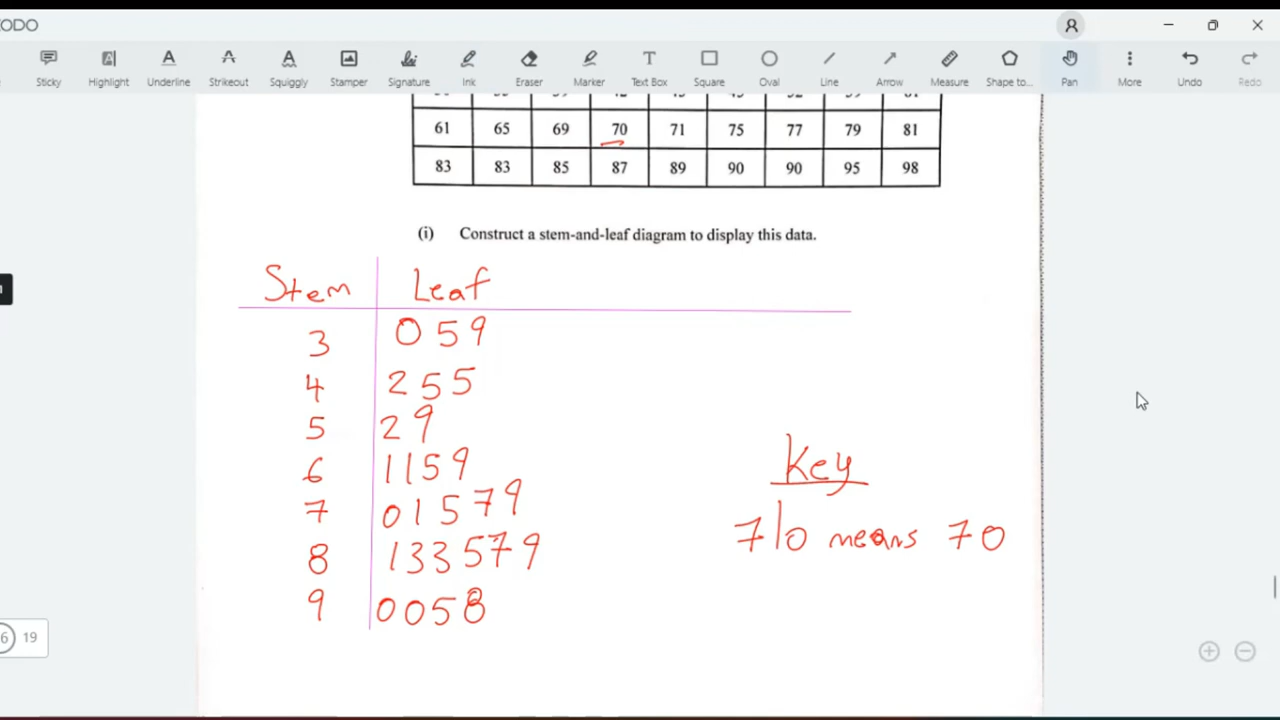 ODO
Sticky Highlight Underline Strikeout Squiggly Stamper Signature Ink Eraser Marker Text Box Square Oval Line Arrow Measure Shape to... Pan More Undo Redo
61 65 69 70 71 75 77 79 81
83 83 85 87 89 90 90 95 98
(i) Construct a stem-and-leaf diagram to display this data.
Stem Leaf
3 0 5 9
4 2 5 5
5 2 9
6 1 1 5 9
7 0 1 5 7 9
8 1 3 3 5 7 9
9 0 0 5 8
Key
7|0 means 70
6 19